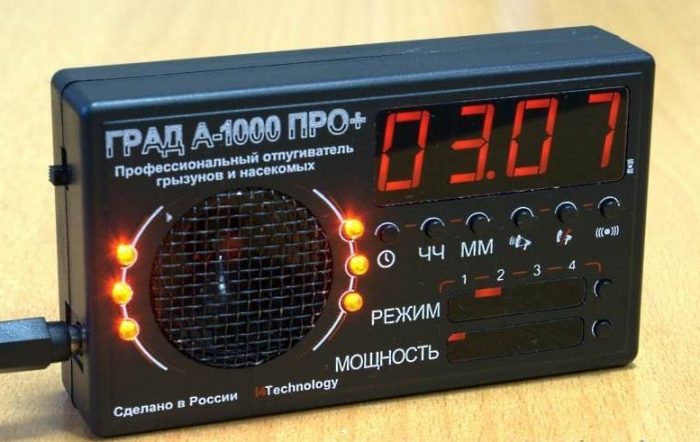 ГРАД А-1000 ПРО+
Профессиональный отпугиватель
грызунов и насекомых
03.07
ЧЧ ММ
1 2 3 4
РЕЖИМ
МОЩНОСТЬ
Сделано в России i4Technology